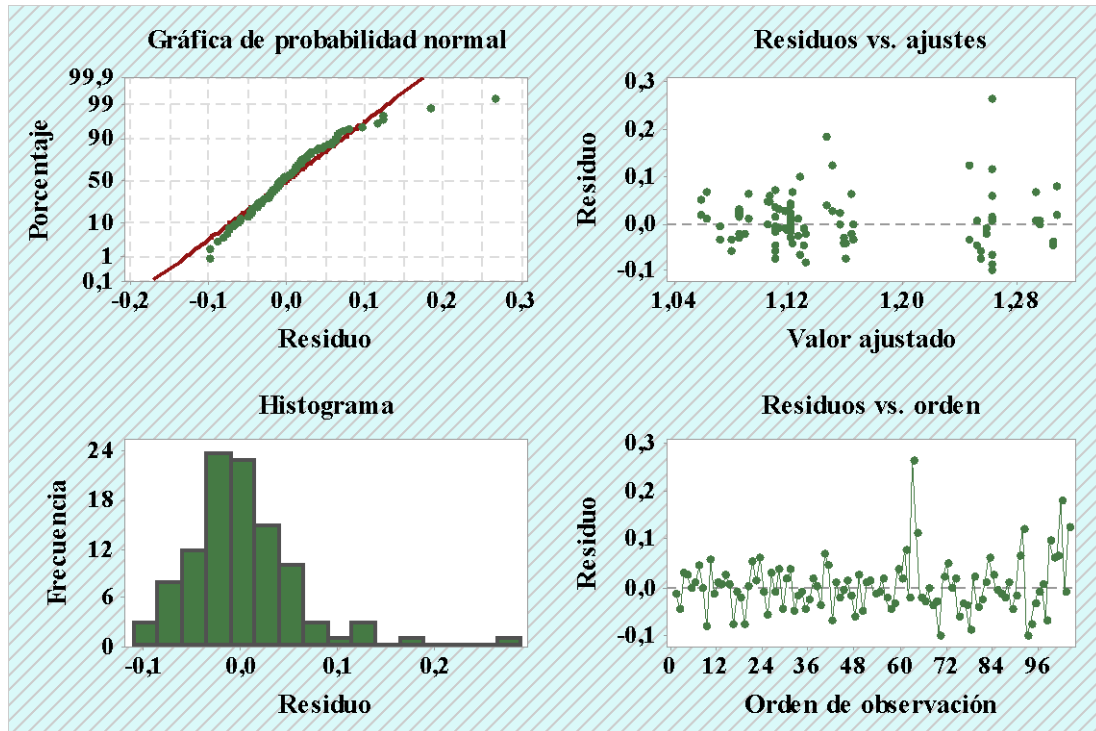 Gráfica de probabilidad normal
99,9
99
90
50
10
1
0,1
Porcentaje
-0,2 -0,1 0,0 0,1 0,2 0,3
Residuo
Residuos vs. ajustes
0,3
0,2
0,1
0,0
-0,1
Residuo
1,04 1,12 1,20 1,28
Valor ajustado
Histograma
24
18
12
6
0
Frecuencia
-0,1 0,0 0,1 0,2
Residuo
Residuos vs. orden
0,3
0,2
0,1
0,0
-0,1
Residuo
0 12 24 36 48 60 72 84 96
Orden de observación